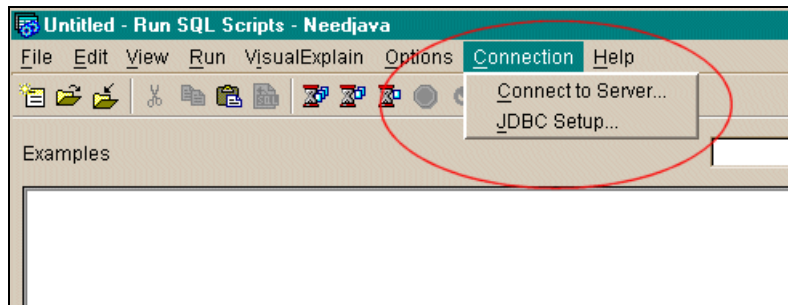 Untitled - Run SQL Scripts - Needjava
File Edit View Run VisualExplain Options Connection Help
Connect to Server...
JDBC Setup...
Examples